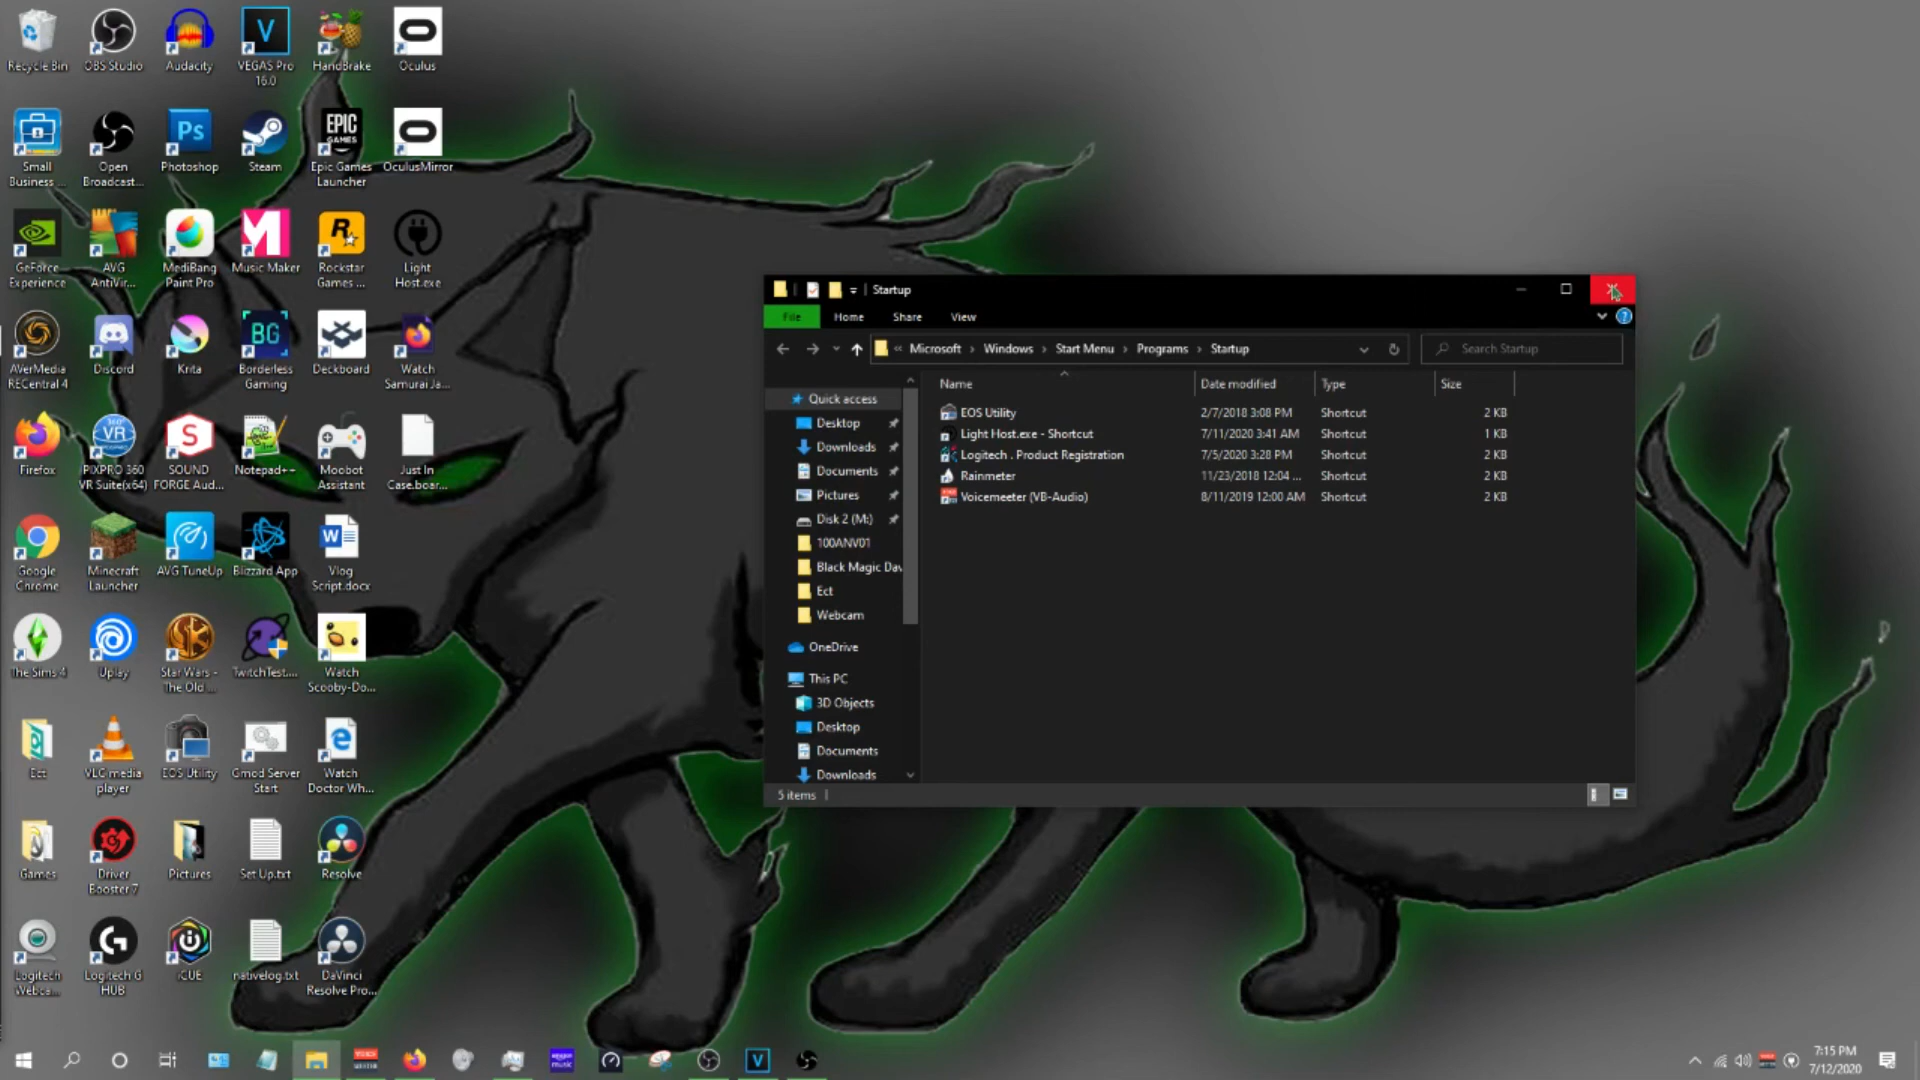 Recycle Bin
OBS Studio
Audacity
VEGAS Pro
16.0
HandBrake
Oculus
Small
Business ...
Open
Broadcast...
Photoshop
Steam
Epic Games
Launcher
OculusMirror
GeForce
Experience
AVG
AntiVir...
MediBang
Paint Pro
Music Maker
Rockstar
Games ...
Light
Host.exe
AVerMedia
RECentral 4
Discord
Krita
Borderless
Gaming
Deckboard
Watch
Samurai Ja...
Firefox
PIXPRO 360
VR Suite(x64)
SOUND
FORGE Aud...
Notepad++
Moobot
Assistant
Just In
Case.boar...
Google
Chrome
Minecraft
Launcher
AVG TuneUp
Blizzard App
Vlog
Script.docx
The Sims 4
Uplay
Star Wars -
The Old ...
TwitchTest....
Watch
Scooby-Do...
Ect
VLC media
player
EOS Utility
Gmod Server
Start
Watch
Doctor Wh...
Games
Driver
Booster 7
Pictures
Set Up.txt
Resolve
Logitech
Webca...
Logitech G
HUB
iCUE
nativelog.txt
DaVinci
Resolve Pro...
Startup
File Home Share View
« Microsoft › Windows › Start Menu › Programs › Startup
Search Startup
Name Date modified Type Size
EOS Utility 2/7/2018 3:08 PM Shortcut 2 KB
Light Host.exe - Shortcut 7/11/2020 3:41 AM Shortcut 1 KB
Logitech . Product Registration 7/5/2020 3:28 PM Shortcut 2 KB
Rainmeter 11/23/2018 12:04 ... Shortcut 2 KB
Voicemeeter (VB-Audio) 8/11/2019 12:00 AM Shortcut 2 KB
Quick access
Desktop
Downloads
Documents
Pictures
Disk 2 (M:)
100ANV01
Black Magic Dav
Ect
Webcam
OneDrive
This PC
3D Objects
Desktop
Documents
Downloads
5 items
7:15 PM
7/12/2020